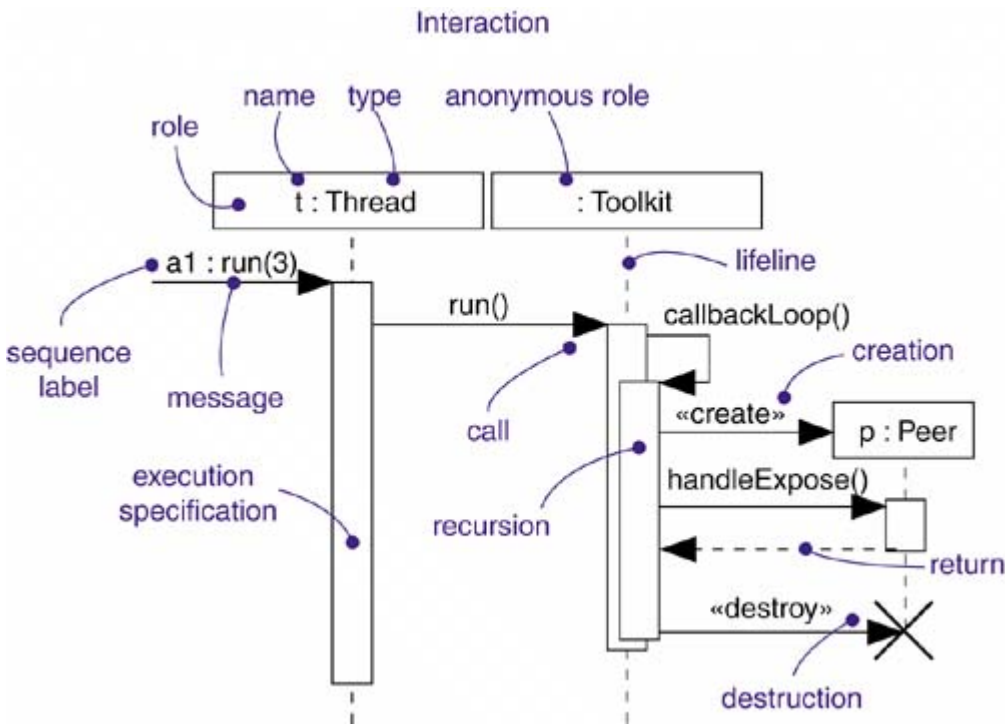 Interaction
name
type
anonymous role
role
t : Thread
: Toolkit
a1 : run(3)
lifeline
run()
callbackLoop()
sequence
label
message
creation
call
«create»
p : Peer
execution
specification
handleExpose()
recursion
return
«destroy»
destruction